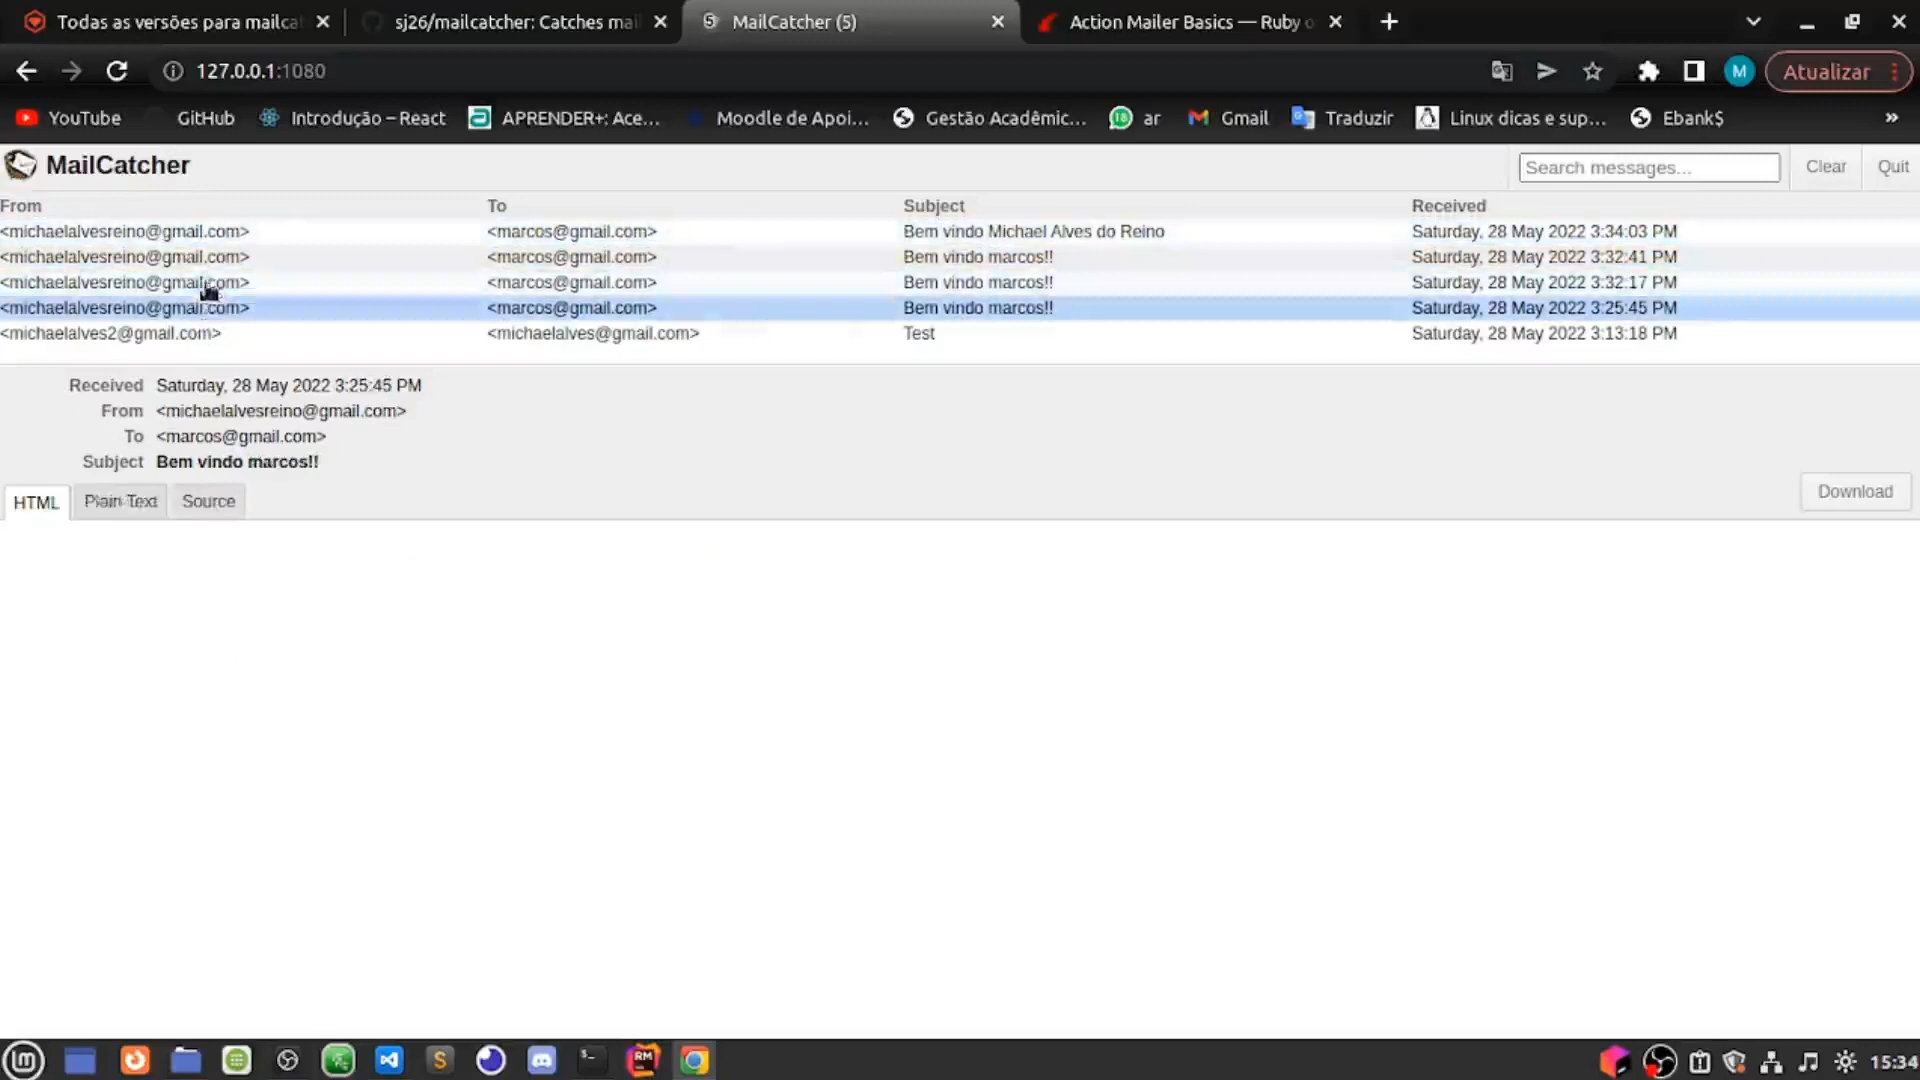 Todas as versões para mailca
sj26/mailcatcher: Catches mai
MailCatcher (5)
Action Mailer Basics — Ruby o
127.0.0.1:1080
Atualizar
YouTube
GitHub
Introdução – React
APRENDER+: Ace...
Moodle de Apoi...
Gestão Acadêmic...
ar
Gmail
Traduzir
Linux dicas e sup...
Ebank$
»
MailCatcher
Search messages...
Clear
Quit
From To Subject Received
<michaelalvesreino@gmail.com> <marcos@gmail.com> Bem vindo Michael Alves do Reino Saturday, 28 May 2022 3:34:03 PM
<michaelalvesreino@gmail.com> <marcos@gmail.com> Bem vindo marcos!! Saturday, 28 May 2022 3:32:41 PM
<michaelalvesreino@gmail.com> <marcos@gmail.com> Bem vindo marcos!! Saturday, 28 May 2022 3:32:17 PM
<michaelalvesreino@gmail.com> <marcos@gmail.com> Bem vindo marcos!! Saturday, 28 May 2022 3:25:45 PM
<michaelalves2@gmail.com> <michaelalves@gmail.com> Test Saturday, 28 May 2022 3:13:18 PM
Received Saturday, 28 May 2022 3:25:45 PM
From <michaelalvesreino@gmail.com>
To <marcos@gmail.com>
Subject Bem vindo marcos!!
HTML
Plain Text
Source
Download
15:34